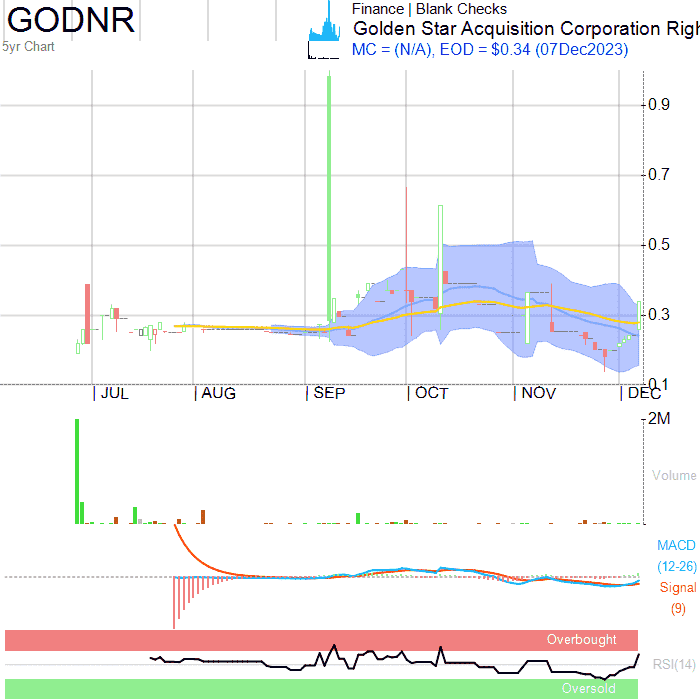 GODNR
5yr Chart
Finance | Blank Checks
Golden Star Acquisition Corporation Righ
MC = (N/A), EOD = $0.34 (07Dec2023)
0.9
0.7
0.5
0.3
0.1
JUL AUG SEP OCT NOV DEC
2M
Volume
MACD
(12-26)
Signal
(9)
Overbought
RSI(14)
Oversold